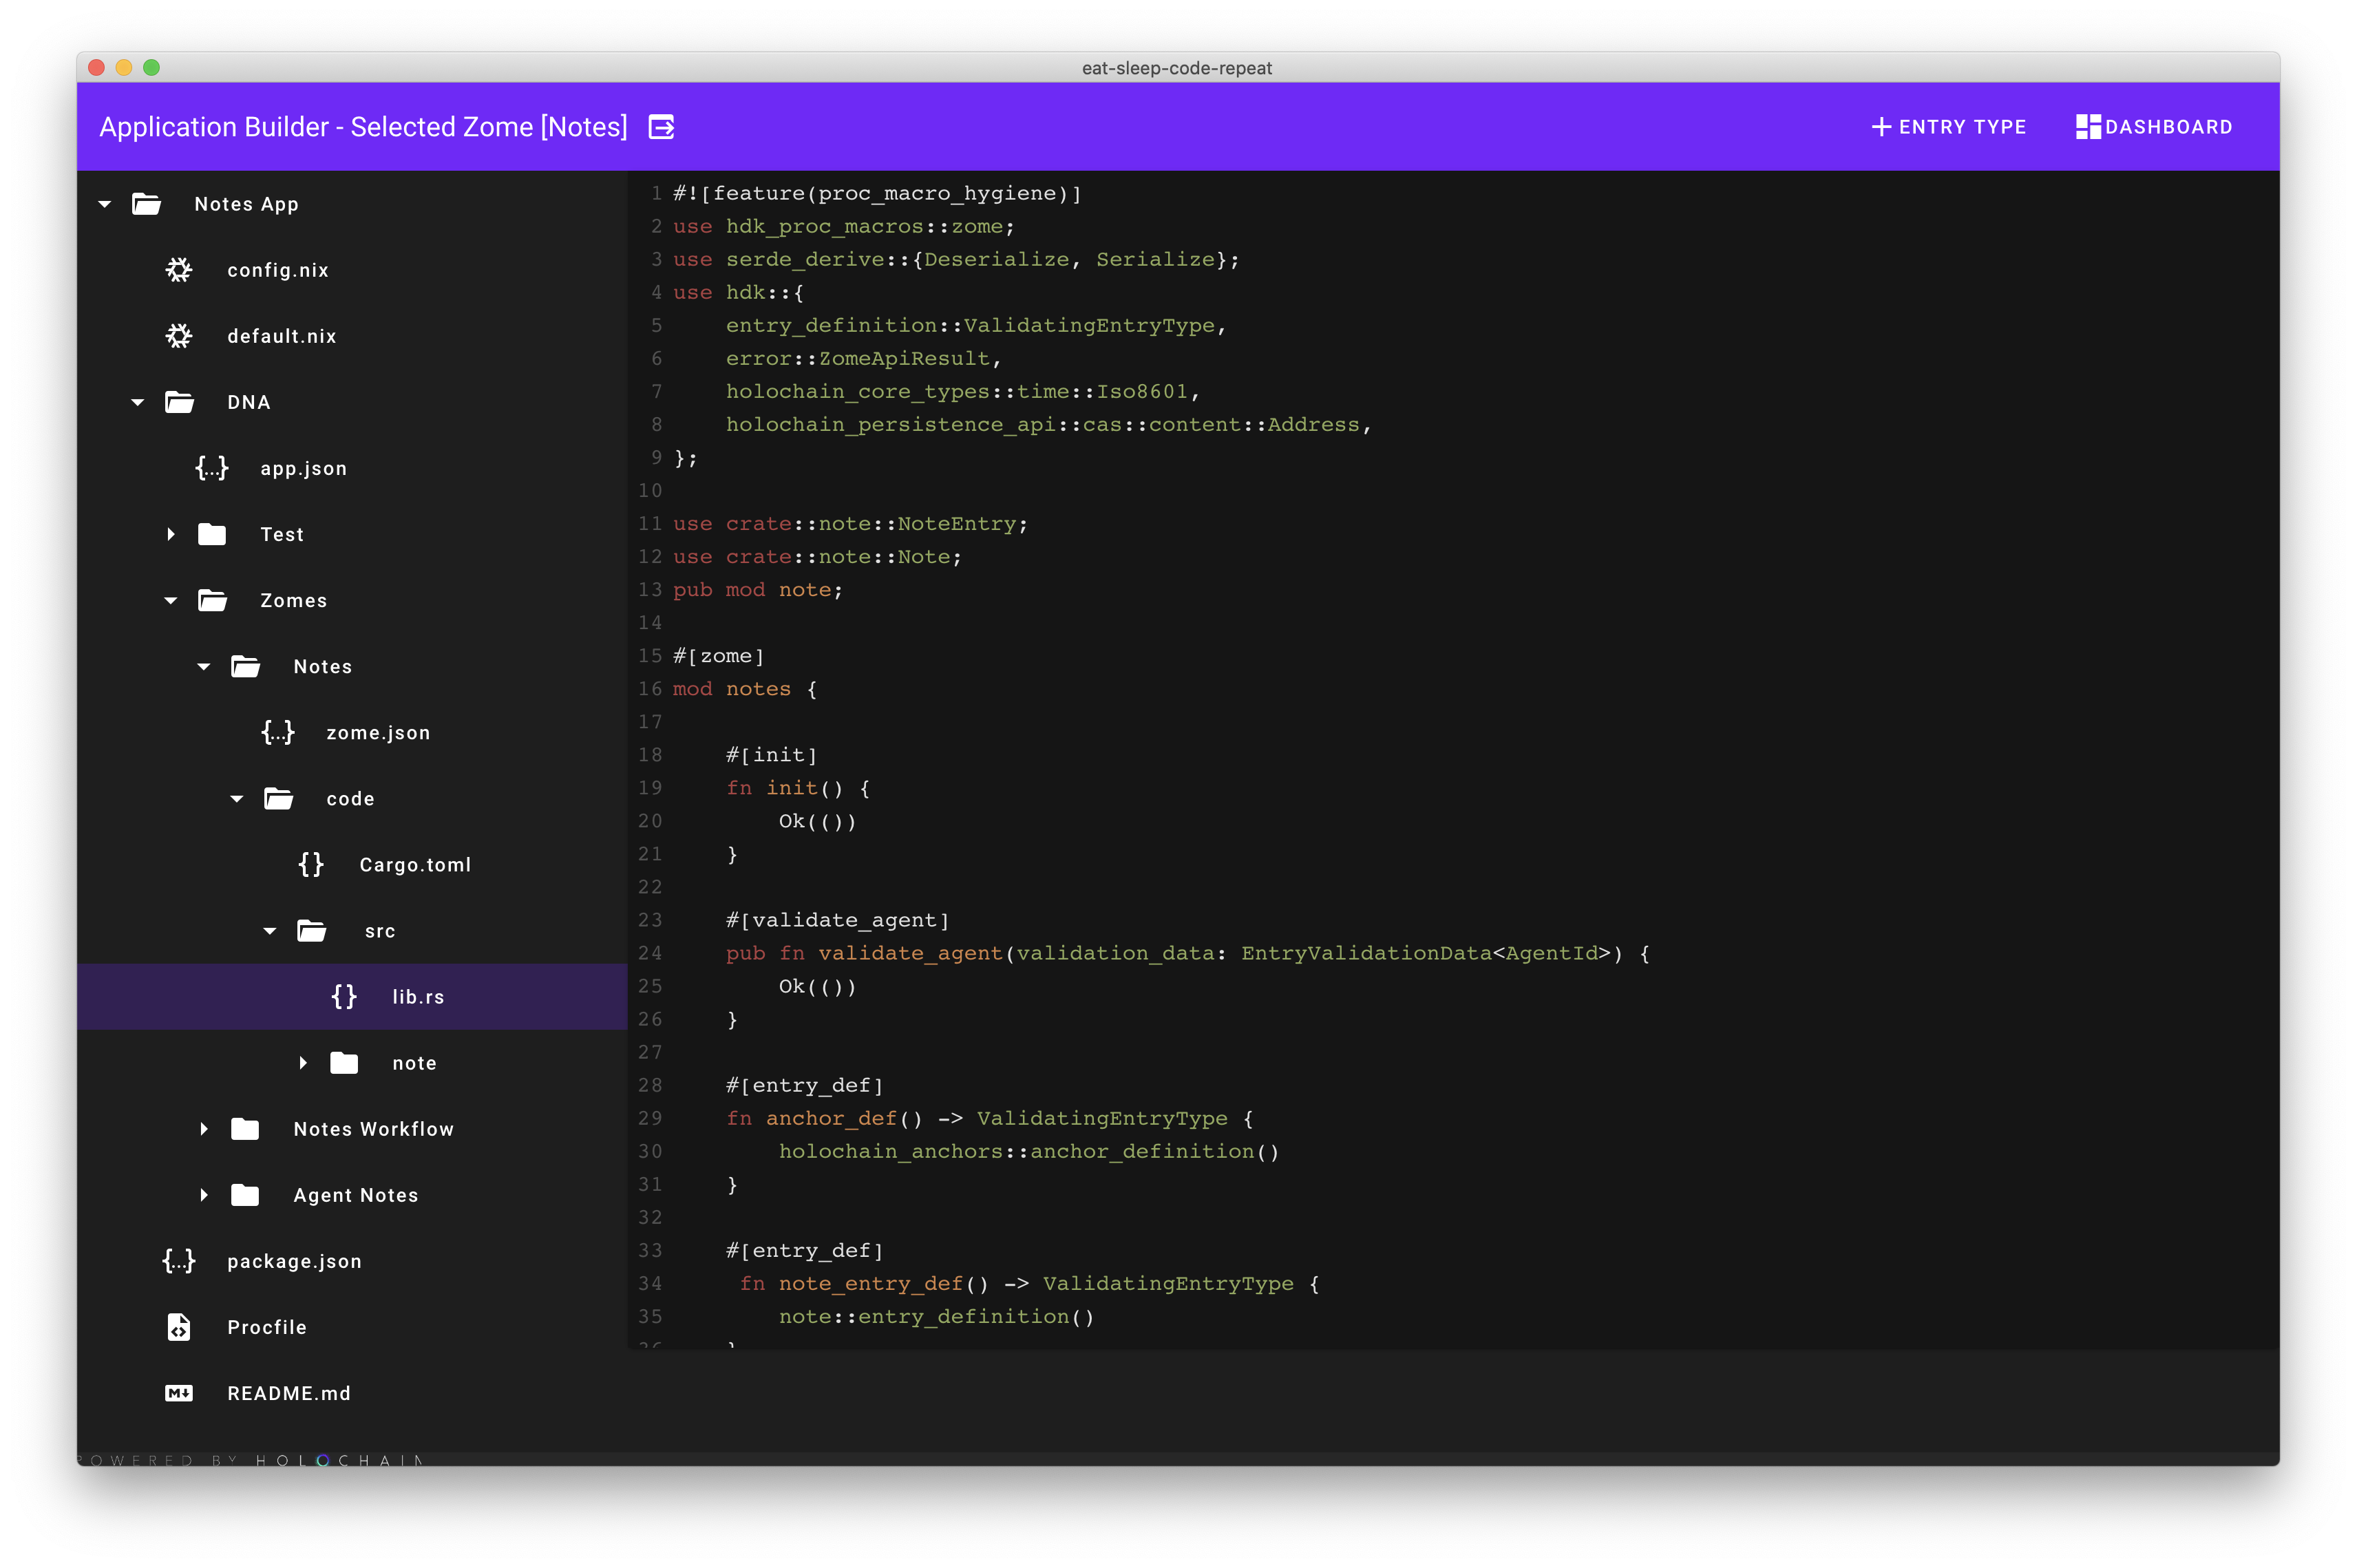 eat-sleep-code-repeat
Application Builder - Selected Zome [Notes]
ENTRY TYPE
DASHBOARD
Notes App
config.nix
default.nix
DNA
{...} app.json
Test
Zomes
Notes
{...} zome.json
code
{} Cargo.toml
src
{} lib.rs
note
Notes Workflow
Agent Notes
{...} package.json
Procfile
README.md
POWERED BY HOLOCHAIN
1 #![feature(proc_macro_hygiene)]
2 use hdk_proc_macros::zome;
3 use serde_derive::{Deserialize, Serialize};
4 use hdk::{
5     entry_definition::ValidatingEntryType,
6     error::ZomeApiResult,
7     holochain_core_types::time::Iso8601,
8     holochain_persistence_api::cas::content::Address,
9 };
10
11 use crate::note::NoteEntry;
12 use crate::note::Note;
13 pub mod note;
14
15 #[zome]
16 mod notes {
17
18     #[init]
19     fn init() {
20         Ok(())
21     }
22
23     #[validate_agent]
24     pub fn validate_agent(validation_data: EntryValidationData<AgentId>) {
25         Ok(())
26     }
27
28     #[entry_def]
29     fn anchor_def() -> ValidatingEntryType {
30         holochain_anchors::anchor_definition()
31     }
32
33     #[entry_def]
34      fn note_entry_def() -> ValidatingEntryType {
35         note::entry_definition()
36     }